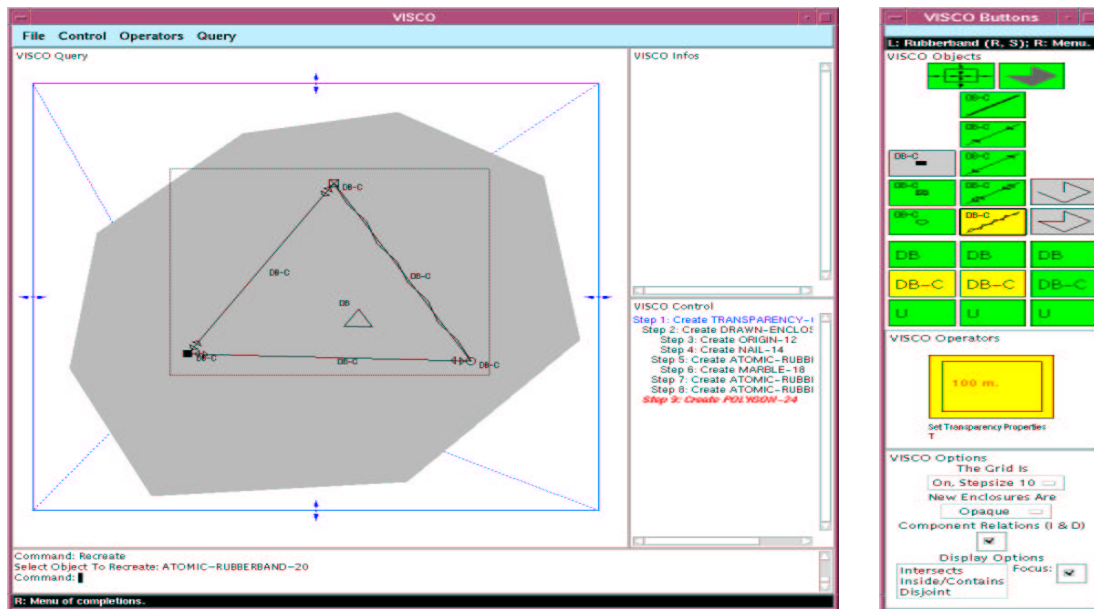 VISCO
File Control Operators Query
VISCO Query
DB-C
DB-C
DB-C
DB
DB-C
DB-C
DB-C
Command: Recreate
Select Object To Recreate: ATOMIC-RUBBERBAND-20
Command:
R: Menu of completions.
VISCO Infos
VISCO Control
Step 1: Create TRANSPARENCY-
Step 2: Create DRAWN-ENCLOS
Step 3: Create ORIGIN-12
Step 4: Create NAIL-14
Step 5: Create ATOMIC-RUBBI
Step 6: Create MARBLE-18
Step 7: Create ATOMIC-RUBBI
Step 8: Create ATOMIC-RUBBI
Step 9: Create POLYGON-24
VISCO Buttons
L: Rubberband (R, S); R: Menu.
VISCO Objects
DB-C
DB-C
DB-C DB-C
DB-C DB-C
DB-C DB-C
DB DB DB
DB-C DB-C DB-C
U U U
VISCO Operators
100 m.
Set Transparency Properties
T
VISCO Options
The Grid Is
On, Stepsize 10
New Enclosures Are
Opaque
Component Relations (I & D)
Display Options
Intersects Focus:
Inside/Contains
Disjoint